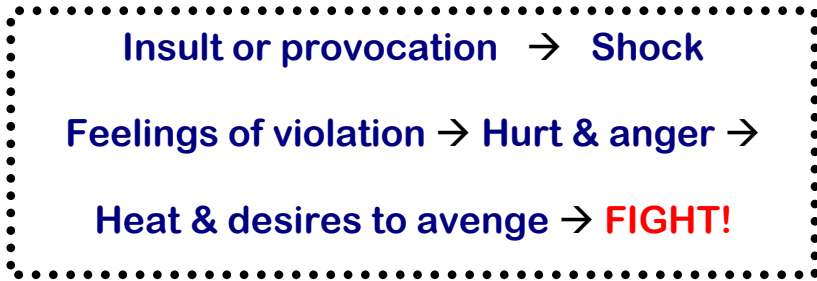 Insult or provocation → Shock
Feelings of violation → Hurt & anger →
Heat & desires to avenge → FIGHT!